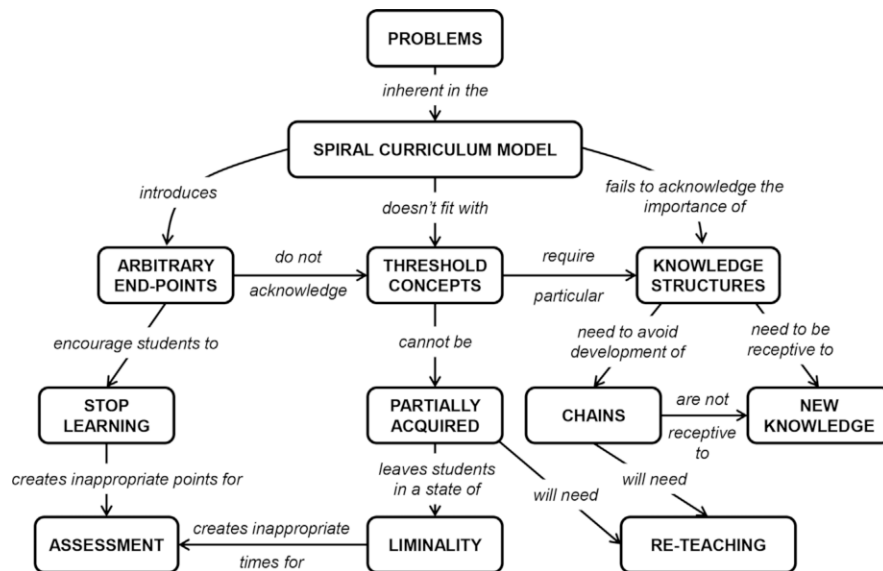 PROBLEMS
inherent in the
SPIRAL CURRICULUM MODEL
introduces
doesn't fit with
fails to acknowledge the
importance of
ARBITRARY
END-POINTS
do not
acknowledge
THRESHOLD
CONCEPTS
require
particular
KNOWLEDGE
STRUCTURES
encourage students to
cannot be
need to avoid
development of
need to be
receptive to
STOP
LEARNING
PARTIALLY
ACQUIRED
CHAINS
are not
receptive
to
NEW
KNOWLEDGE
creates inappropriate points for
leaves students
in a state of
will need
will need
ASSESSMENT
creates inappropriate
times for
LIMINALITY
RE-TEACHING